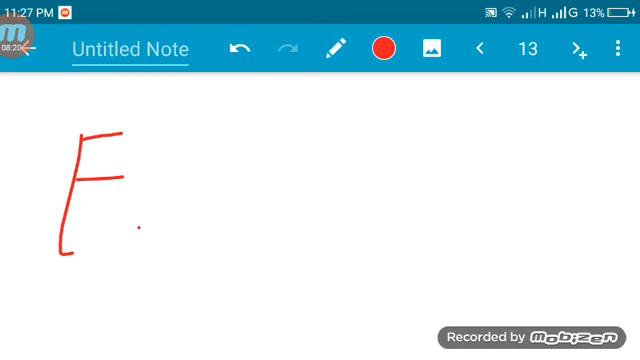 11:27 PM H G 13%
08:20 Untitled Note 13
E
Recorded by mobizen